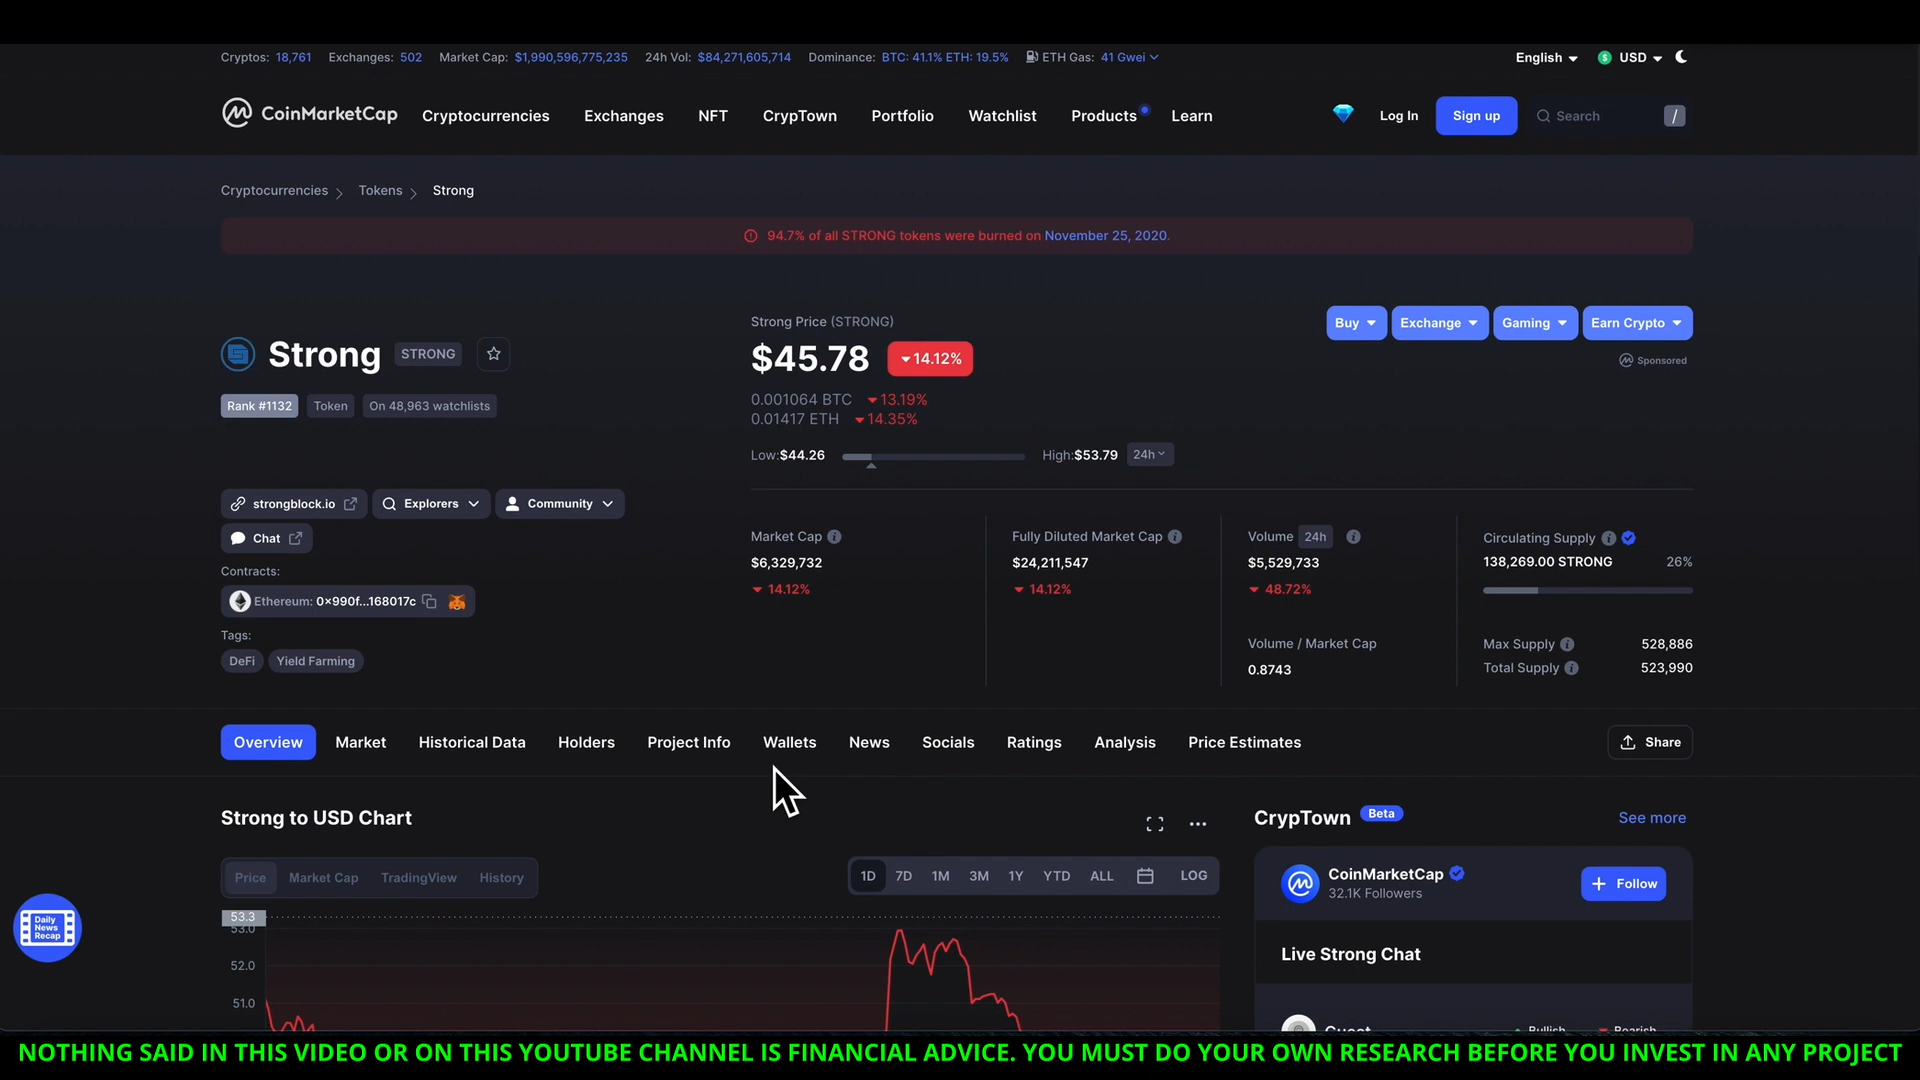 Cryptos: 18,761 Exchanges: 502 Market Cap: $1,990,596,775,235 24h Vol: $84,271,605,714 Dominance: BTC: 41.1% ETH: 19.5% ETH Gas: 41 Gwei English USD
CoinMarketCap Cryptocurrencies Exchanges NFT CrypTown Portfolio Watchlist Products Learn Log In Sign up Search /
Cryptocurrencies Tokens Strong
94.7% of all STRONG tokens were burned on November 25, 2020.
Strong STRONG
Rank #1132 Token On 48,963 watchlists
strongblock.io Explorers Community
Chat
Contracts:
Ethereum: 0x990f...168017c
Tags:
DeFi Yield Farming
Strong Price (STRONG)
$45.78 14.12%
0.001064 BTC 13.19%
0.01417 ETH 14.35%
Low:$44.26 High:$53.79 24h
Buy Exchange Gaming Earn Crypto
Sponsored
Market Cap
$6,329,732
14.12%
Fully Diluted Market Cap
$24,211,547
14.12%
Volume 24h
$5,529,733
48.72%
Volume / Market Cap
0.8743
Circulating Supply
138,269.00 STRONG 26%
Max Supply 528,886
Total Supply 523,990
Overview Market Historical Data Holders Project Info Wallets News Socials Ratings Analysis Price Estimates Share
Strong to USD Chart
Price Market Cap TradingView History 1D 7D 1M 3M 1Y YTD ALL LOG
53.3
53.0
52.0
51.0
CrypTown Beta See more
CoinMarketCap
32.1K Followers
Follow
Live Strong Chat
Guest Bullish Bearish
Daily
News
Recap
NOTHING SAID IN THIS VIDEO OR ON THIS YOUTUBE CHANNEL IS FINANCIAL ADVICE. YOU MUST DO YOUR OWN RESEARCH BEFORE YOU INVEST IN ANY PROJECT